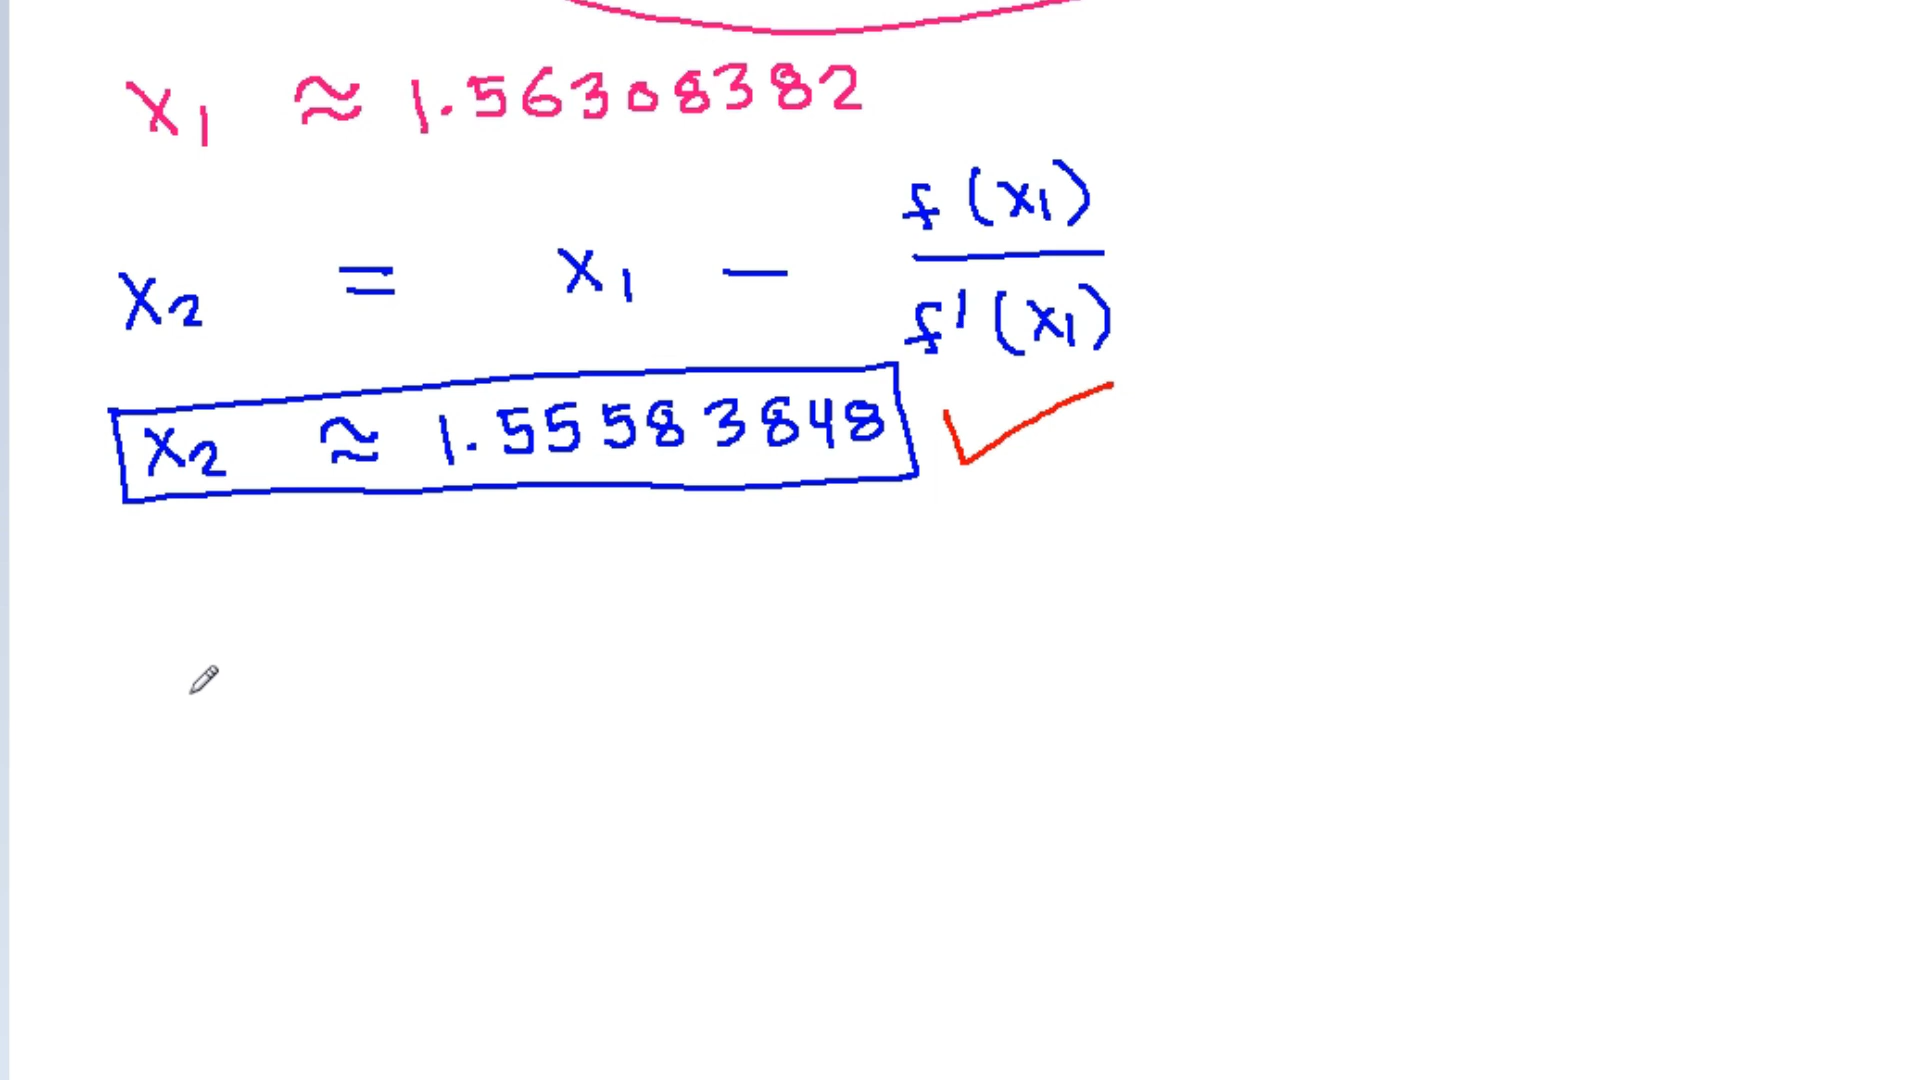 x₁ ≈ 1.56308382
x₂ = x₁ − f(x₁) / f'(x₁)
x₂ ≈ 1.55583848